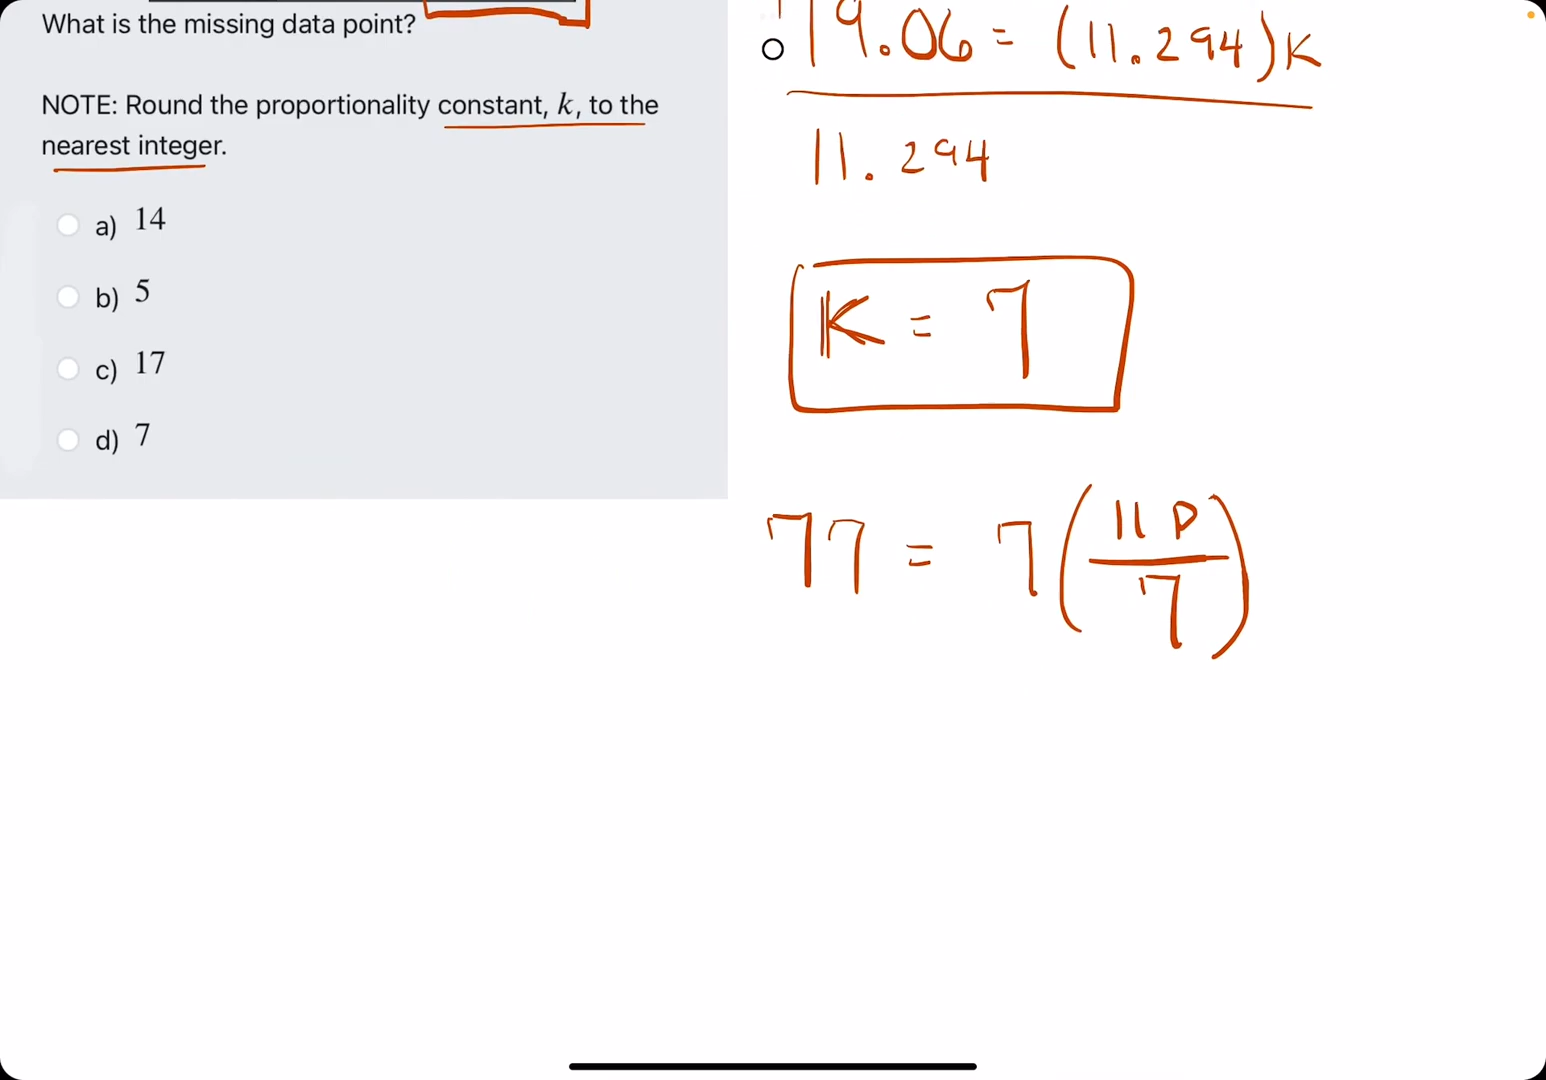 What is the missing data point?
NOTE: Round the proportionality constant, k, to the
nearest integer.
a) 14
b) 5
c) 17
d) 7
79.06 = (11.294)K
11.294
K = 7
77 = 7(11P/7)